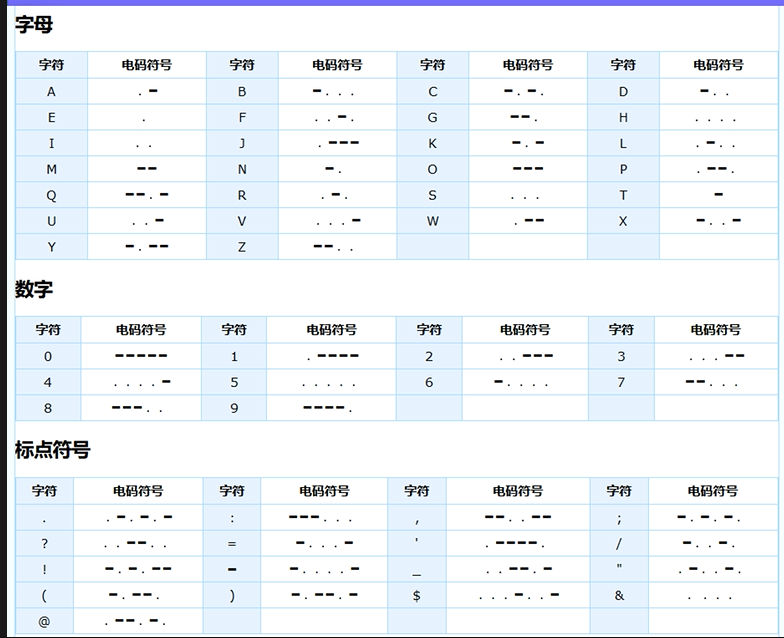 字母
字符 电码符号 字符 电码符号 字符 电码符号 字符 电码符号
A . - B - . . . C - . - . D - . .
E . F . . - . G - - . H . . . .
I . . J . - - - K - . - L . - . .
M - - N - . O - - - P . - - .
Q - - . - R . - . S . . . T -
U . . - V . . . - W . - - X - . . -
Y - . - - Z - - . .
数字
字符 电码符号 字符 电码符号 字符 电码符号 字符 电码符号
0 - - - - - 1 . - - - - 2 . . - - - 3 . . . - -
4 . . . . - 5 . . . . . 6 - . . . . 7 - - . . .
8 - - - . . 9 - - - - .
标点符号
字符 电码符号 字符 电码符号 字符 电码符号 字符 电码符号
. . - . - . - : - - - . . . , - - . . - - ; - . - . - .
? . . - - . . = - . . . - ' . - - - - . / - . . - .
! - . - . - - - - . . . . - _ . . - - . - " . - . . - .
( - . - - . ) - . - - . - $ . . . - . . - & . . . .
@ . - - . - .